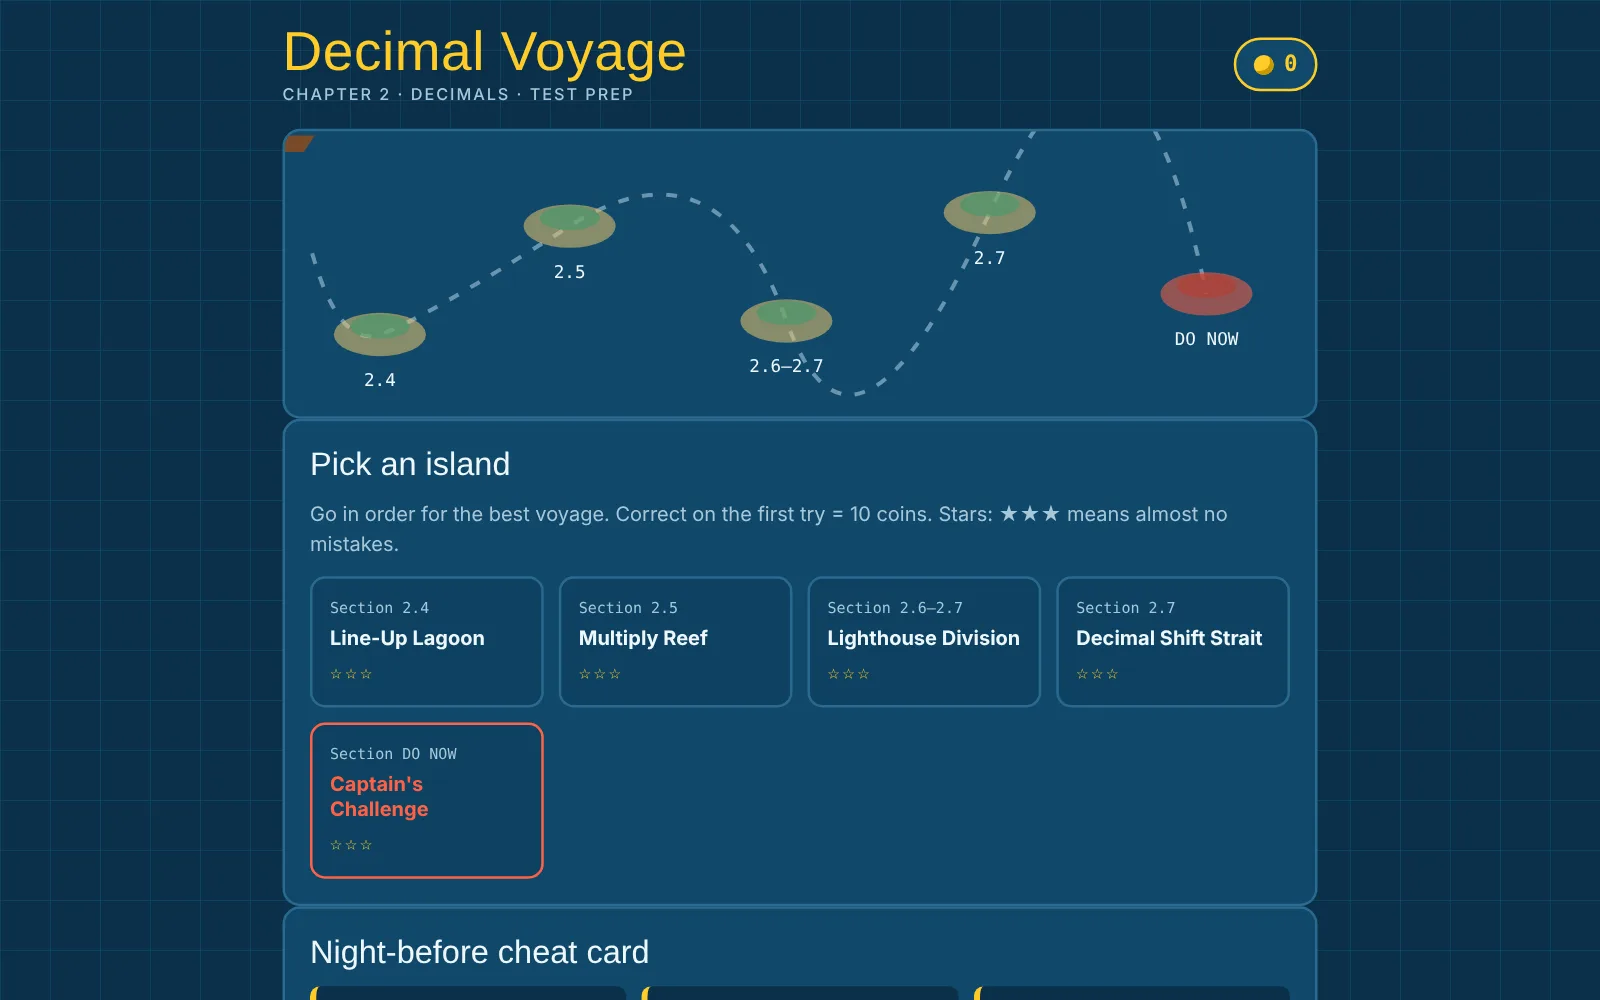 Decimal Voyage
CHAPTER 2 · DECIMALS · TEST PREP
0
2.5
2.7
2.4
2.6–2.7
DO NOW
Pick an island
Go in order for the best voyage. Correct on the first try = 10 coins. Stars: ★★★ means almost no
mistakes.
Section 2.4
Line-Up Lagoon
☆☆☆
Section 2.5
Multiply Reef
☆☆☆
Section 2.6–2.7
Lighthouse Division
☆☆☆
Section 2.7
Decimal Shift Strait
☆☆☆
Section DO NOW
Captain's
Challenge
☆☆☆
Night-before cheat card